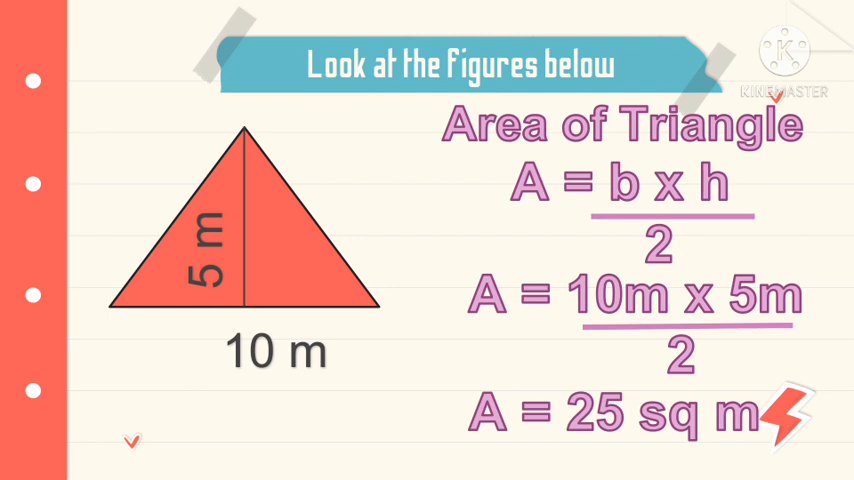 Look at the figures below
K
KINEMASTER
Area of Triangle
A = b x h
2
5 m
A = 10m x 5m
2
10 m
A = 25 sq m